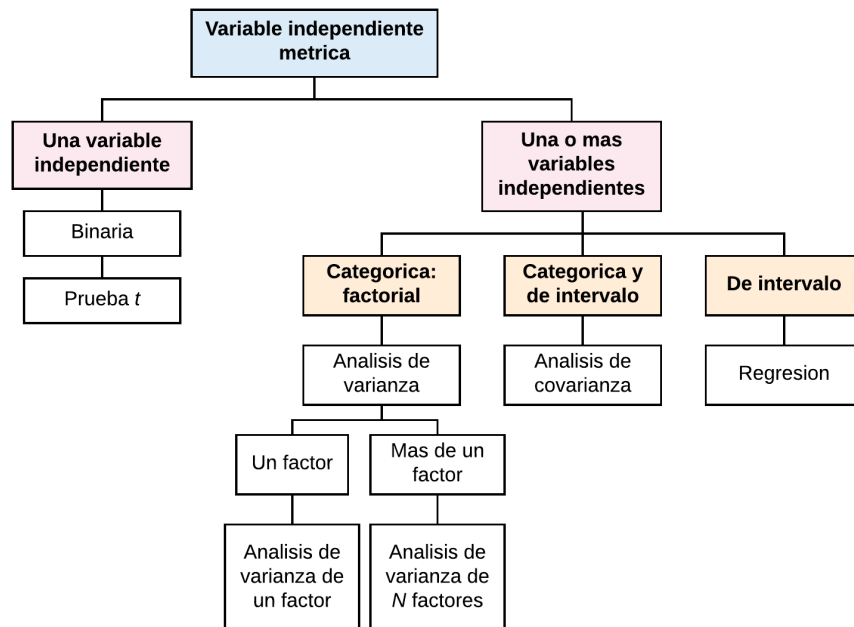 Variable independiente
metrica
Una variable
independiente
Binaria
Prueba t
Una o mas
variables
independientes
Categorica:
factorial
Categorica y
de intervalo
De intervalo
Analisis de
varianza
Analisis de
covarianza
Regresion
Un factor
Mas de un
factor
Analisis de
varianza de
un factor
Analisis de
varianza de
N factores